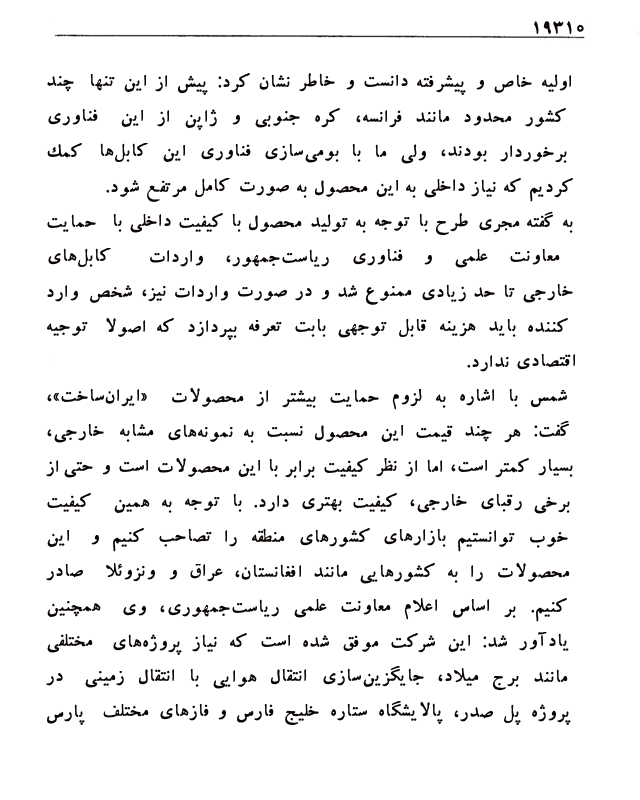 ۱۹۳۱۰
اولیه خاص و پیشرفته دانست و خاطر نشان کرد: پیش از این تنها چند
کشور محدود مانند فرانسه، کره جنوبی و ژاپن از این فناوری
برخوردار بودند، ولی ما با بومی‌سازی فناوری این کابل‌ها کمك
کردیم که نیاز داخلی به این محصول به صورت کامل مرتفع شود.
به گفته مجری طرح با توجه به تولید محصول با کیفیت داخلی با حمایت
معاونت علمی و فناوری ریاست‌جمهور، واردات کابل‌های
خارجی تا حد زیادی ممنوع شد و در صورت واردات نیز، شخص وارد
کننده باید هزینه قابل توجهی بابت تعرفه بپردازد که اصولا توجیه
اقتصادی ندارد.
شمس با اشاره به لزوم حمایت بیشتر از محصولات «ایران‌ساخت»،
گفت: هر چند قیمت این محصول نسبت به نمونه‌های مشابه خارجی،
بسیار کمتر است، اما از نظر کیفیت برابر با این محصولات است و حتی از
برخی رقبای خارجی، کیفیت بهتری دارد. با توجه به همین کیفیت
خوب توانستیم بازارهای کشورهای منطقه را تصاحب کنیم و این
محصولات را به کشورهایی مانند افغانستان، عراق و ونزوئلا صادر
کنیم. بر اساس اعلام معاونت علمی ریاست‌جمهوری، وی همچنین
یادآور شد: این شرکت موفق شده است که نیاز پروژه‌های مختلفی
مانند برج میلاد، جایگزین‌سازی انتقال هوایی با انتقال زمینی در
پروژه پل صدر، پالایشگاه ستاره خلیج فارس و فازهای مختلف پارس